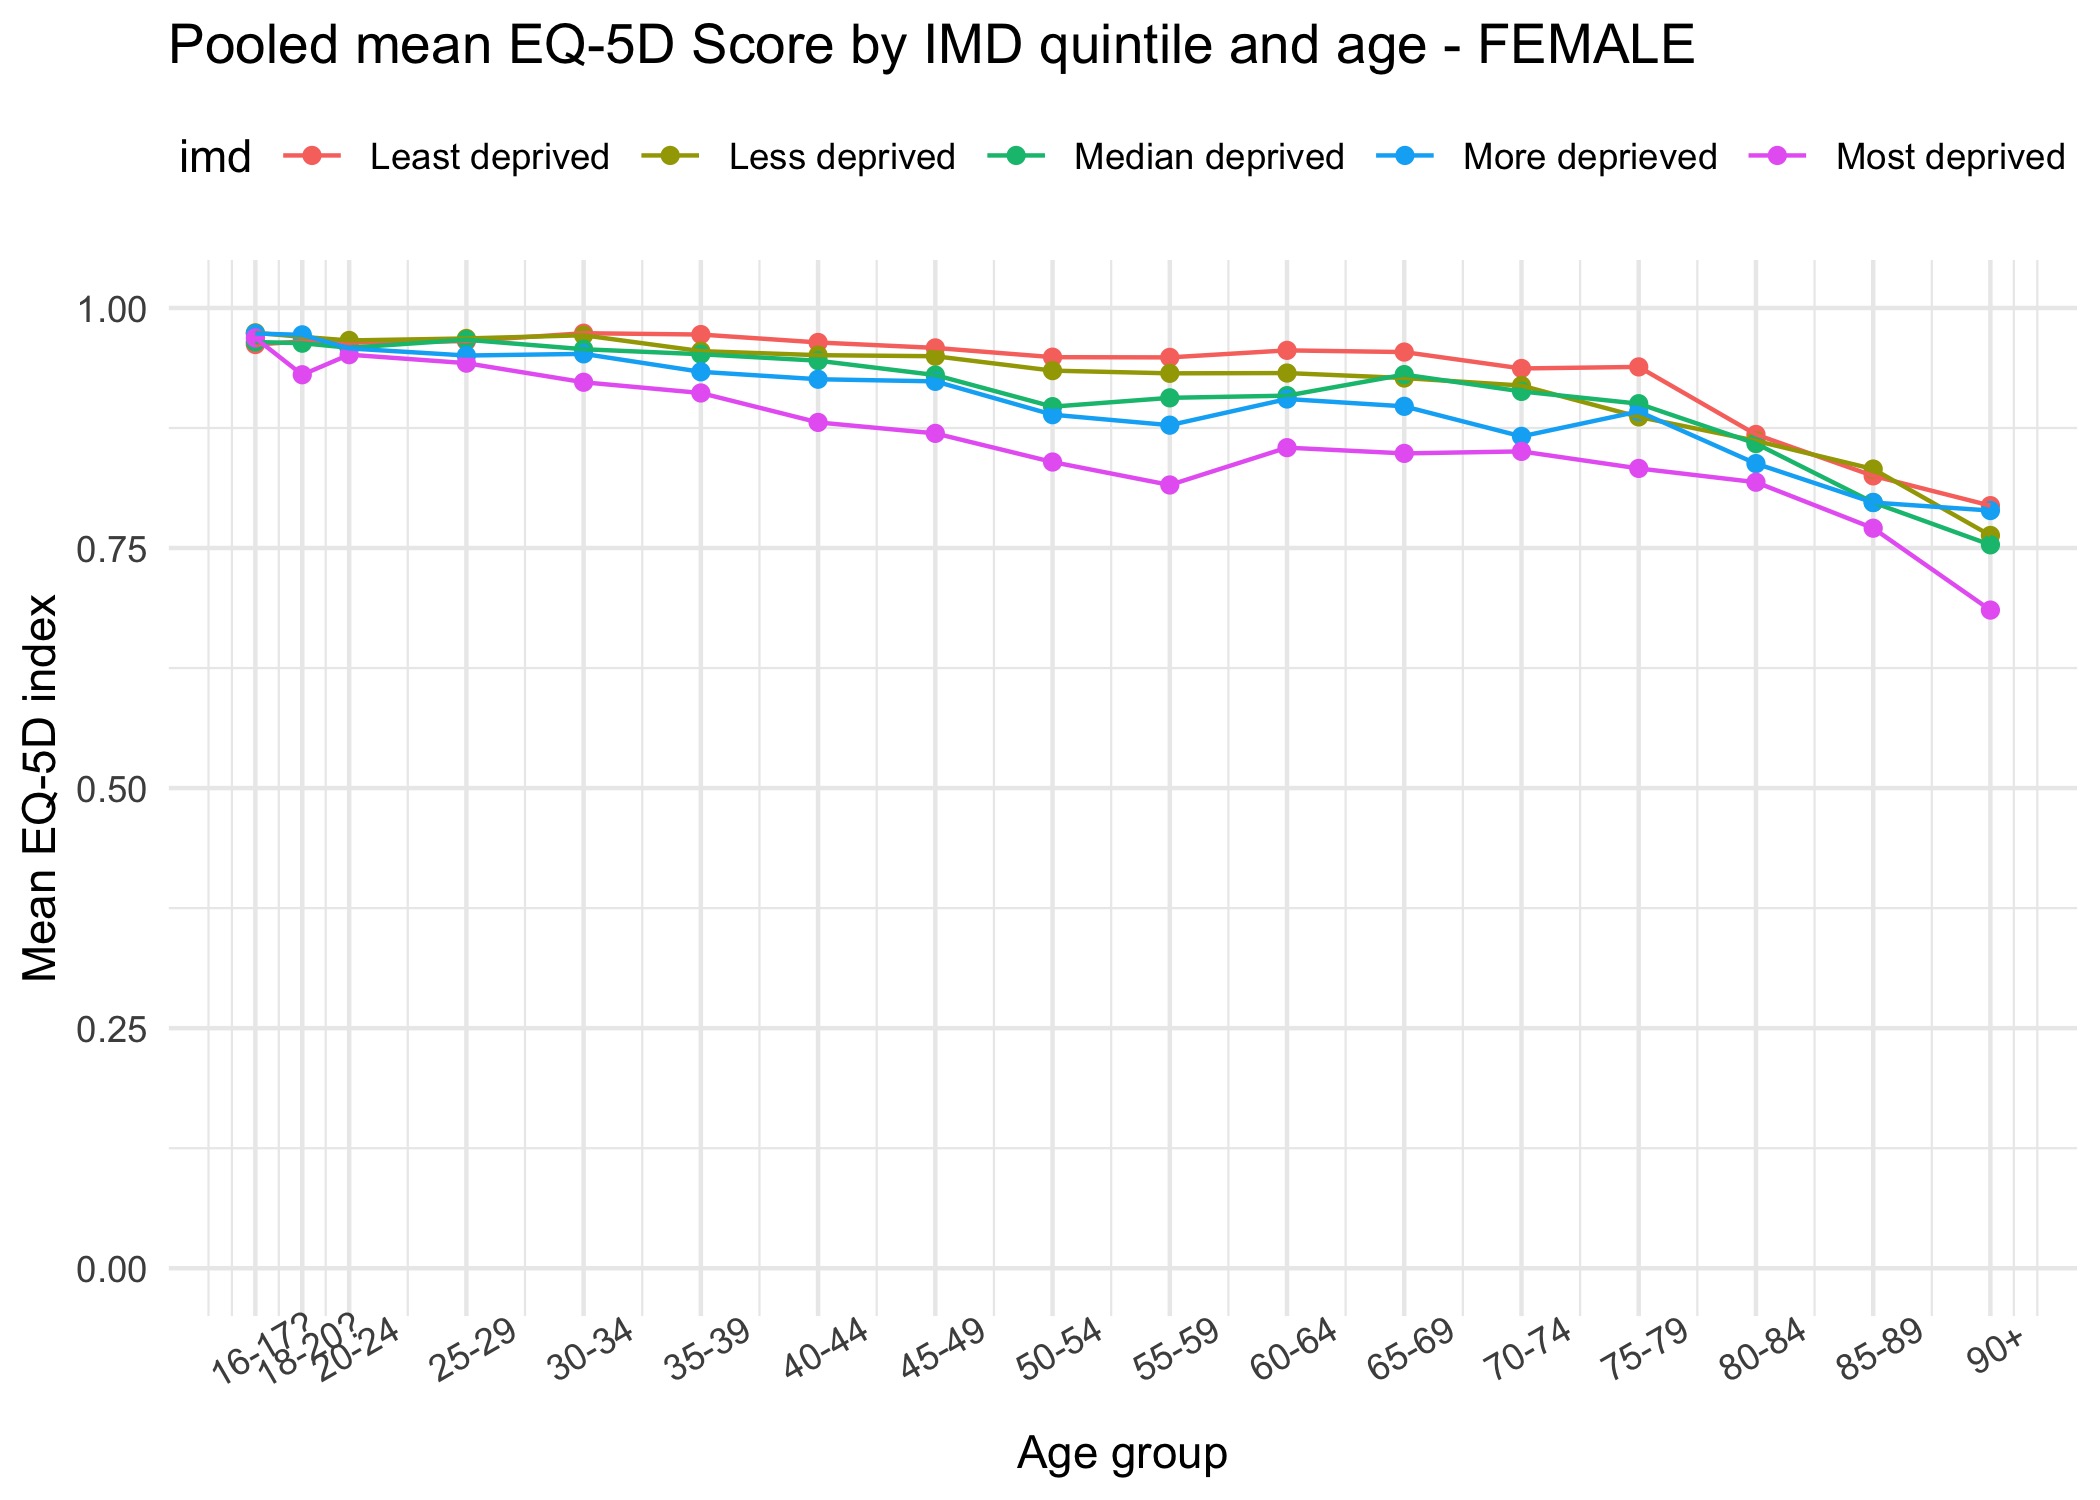 Pooled mean EQ-5D Score by IMD quintile and age - FEMALE
imd Least deprived Less deprived Median deprived More deprieved Most deprived
1.00
0.75
0.50
0.25
0.00
Mean EQ-5D index
16-17? 18-20? 20-24 25-29 30-34 35-39 40-44 45-49 50-54 55-59 60-64 65-69 70-74 75-79 80-84 85-89 90+
Age group